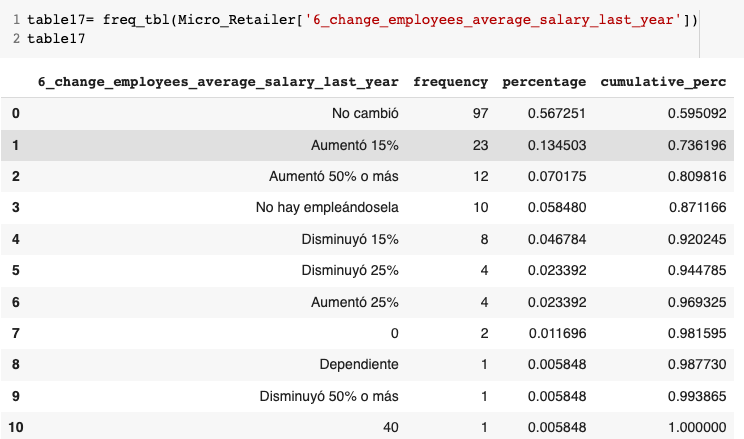 1 table17= freq_tbl(Micro_Retailer['6_change_employees_average_salary_last_year'])
2 table17
6_change_employees_average_salary_last_year frequency percentage cumulative_perc
0 No cambió 97 0.567251 0.595092
1 Aumentó 15% 23 0.134503 0.736196
2 Aumentó 50% o más 12 0.070175 0.809816
3 No hay empleándosela 10 0.058480 0.871166
4 Disminuyó 15% 8 0.046784 0.920245
5 Disminuyó 25% 4 0.023392 0.944785
6 Aumentó 25% 4 0.023392 0.969325
7 0 2 0.011696 0.981595
8 Dependiente 1 0.005848 0.987730
9 Disminuyó 50% o más 1 0.005848 0.993865
10 40 1 0.005848 1.000000